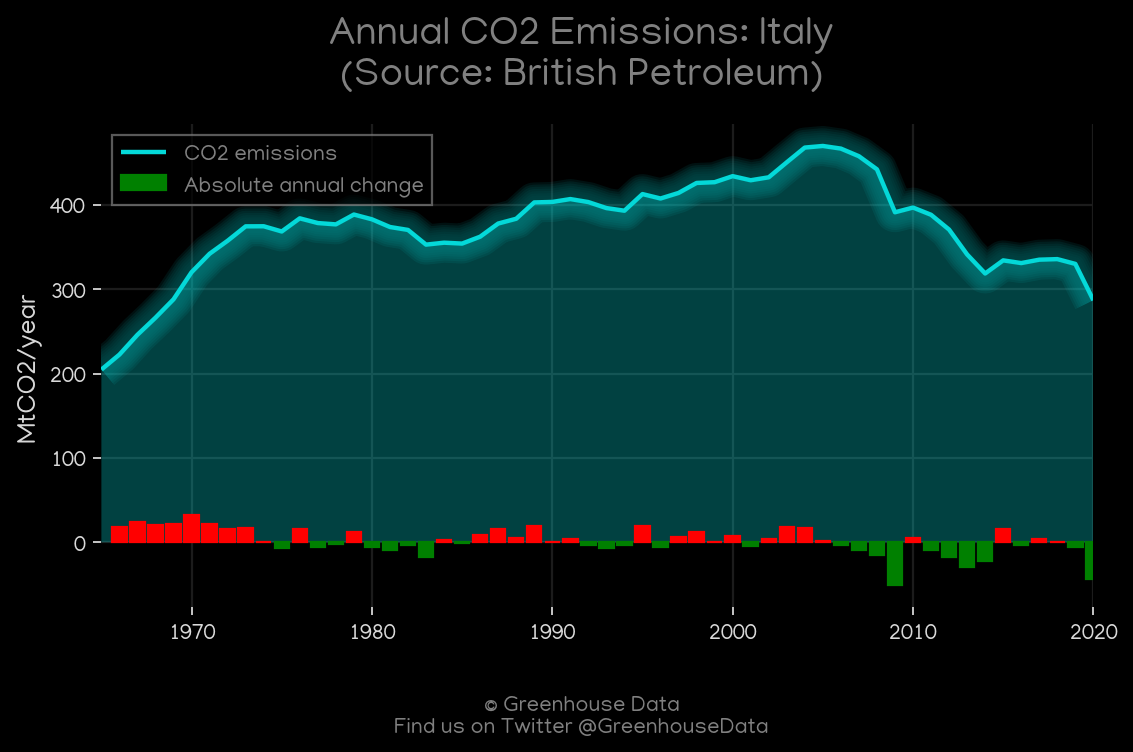 Annual CO2 Emissions: Italy
(Source: British Petroleum)
CO2 emissions
Absolute annual change
MtCO2/year
400
300
200
100
0
1970 1980 1990 2000 2010 2020
© Greenhouse Data
Find us on Twitter @GreenhouseData